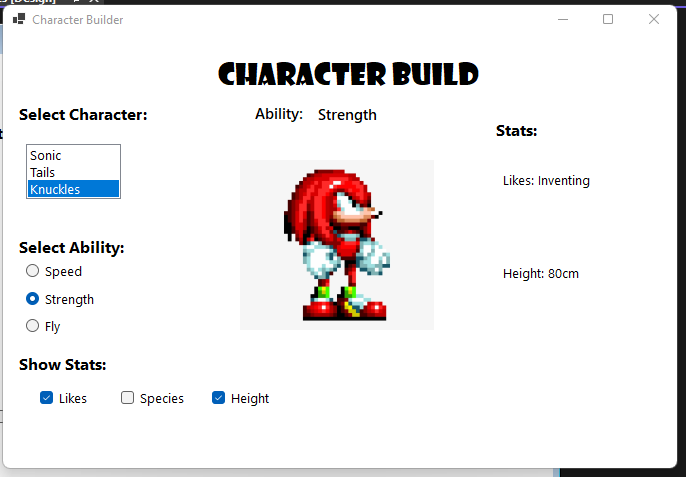 [Design]
Character Builder
CHARACTER BUILD
Select Character:
Ability: Strength
Stats:
Sonic
Tails
Knuckles
Likes: Inventing
Select Ability:
Speed
Height: 80cm
Strength
Fly
Show Stats:
Likes Species Height